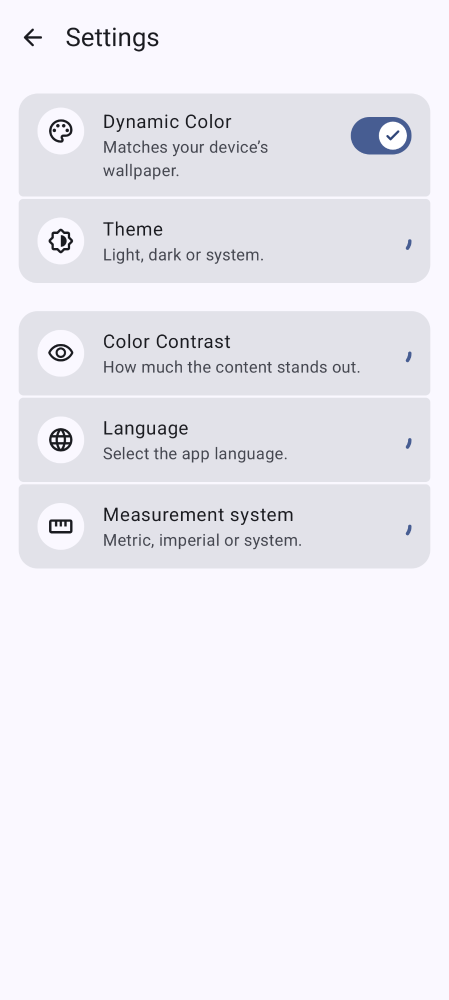 Settings
Dynamic Color
Matches your device's
wallpaper.
Theme
Light, dark or system.
Color Contrast
How much the content stands out.
Language
Select the app language.
Measurement system
Metric, imperial or system.